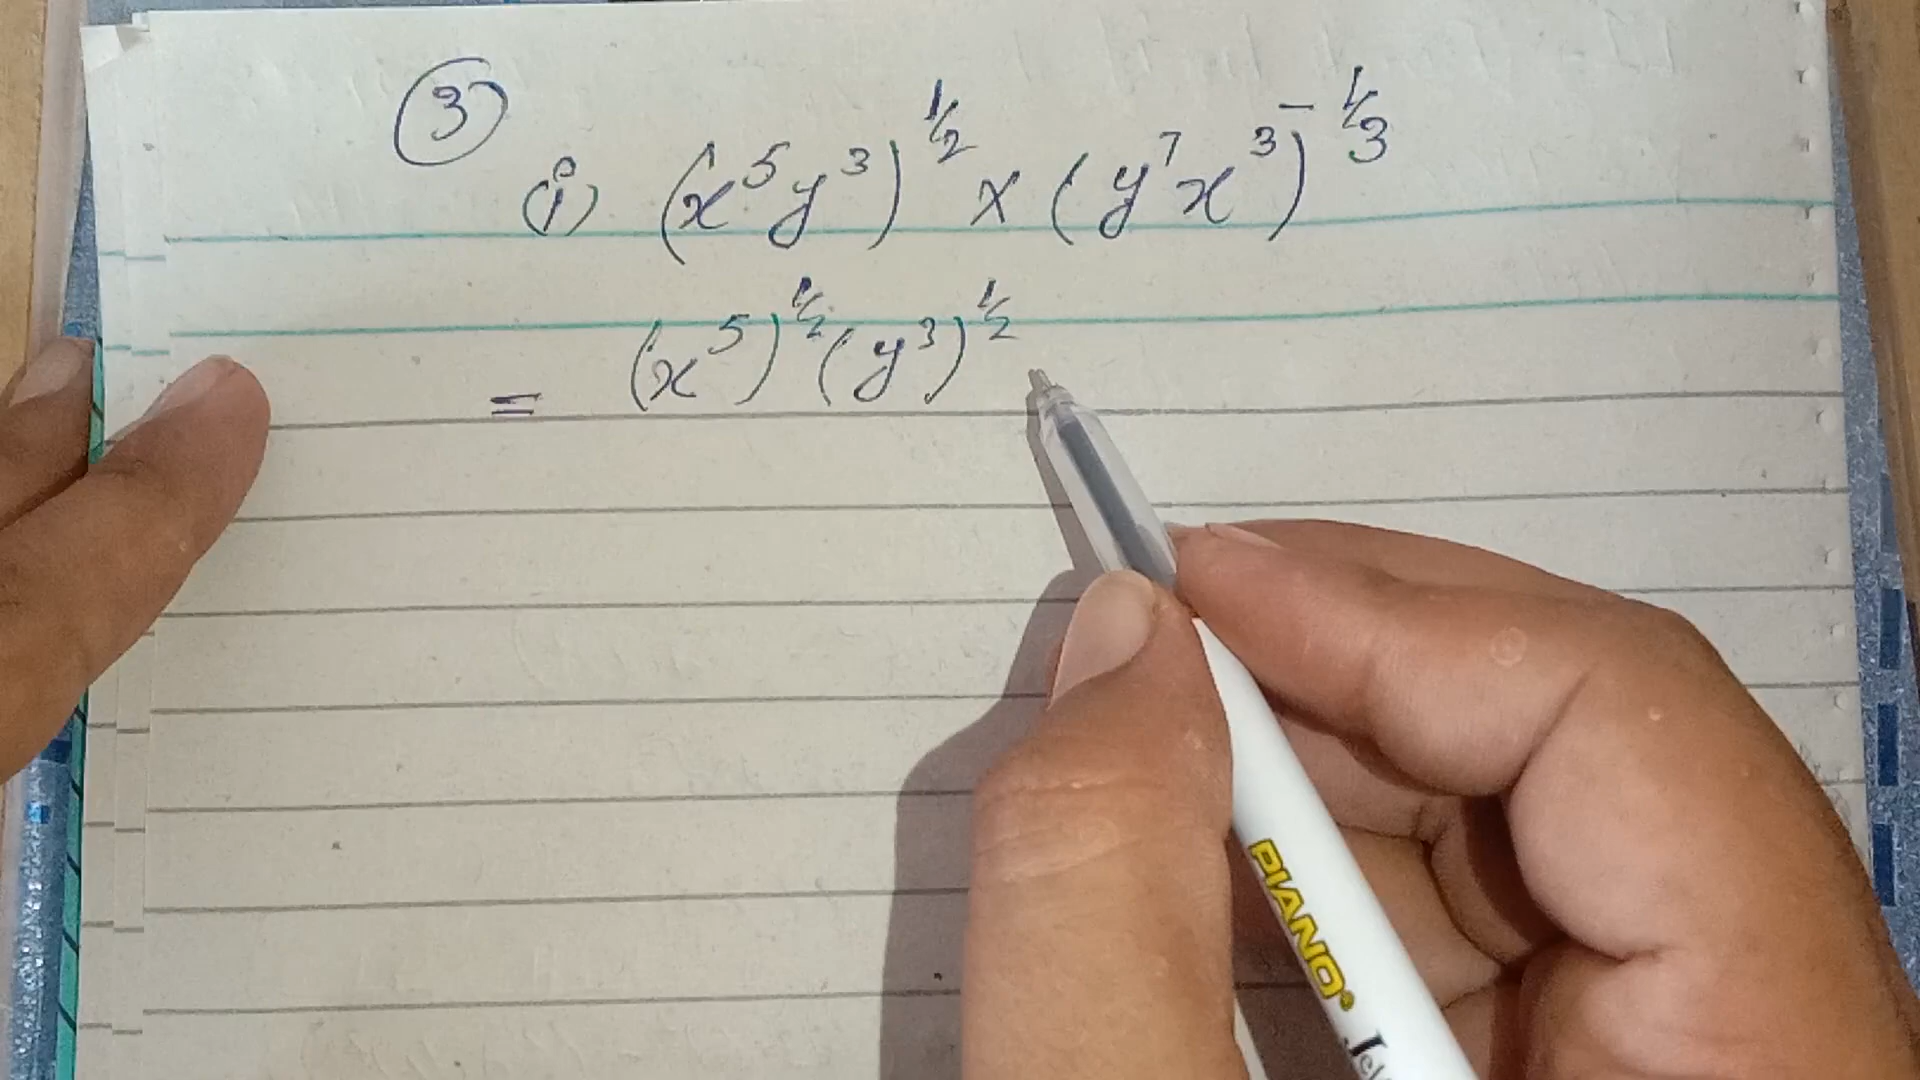 ③
(i) (x⁵y³)^½ × (y⁷x³)^-⅓
= (x⁵)^½ (y³)^½
PIANO